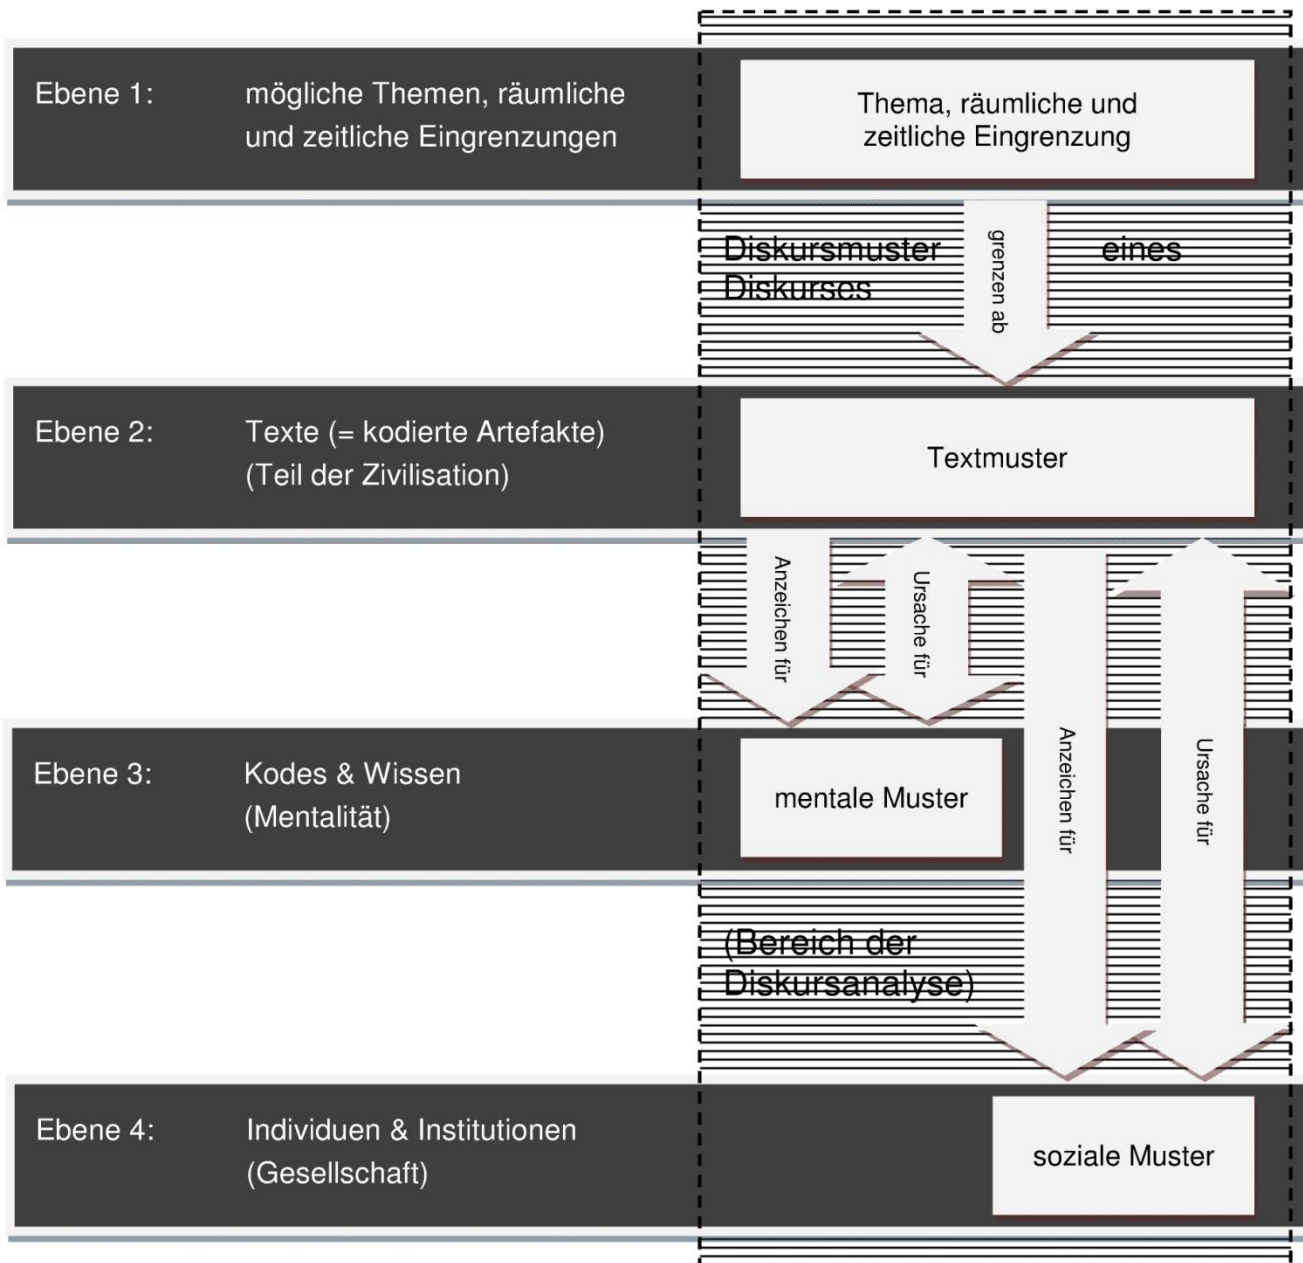 Ebene 1:
mögliche Themen, räumliche
und zeitliche Eingrenzungen
Thema, räumliche und
zeitliche Eingrenzung
Diskursmuster eines
Diskurses
grenzen ab
Ebene 2:
Texte (= kodierte Artefakte)
(Teil der Zivilisation)
Textmuster
Anzeichen für
Ursache für
Anzeichen für
Ursache für
Ebene 3:
Kodes & Wissen
(Mentalität)
mentale Muster
(Bereich der
Diskursanalyse)
Ebene 4:
Individuen & Institutionen
(Gesellschaft)
soziale Muster